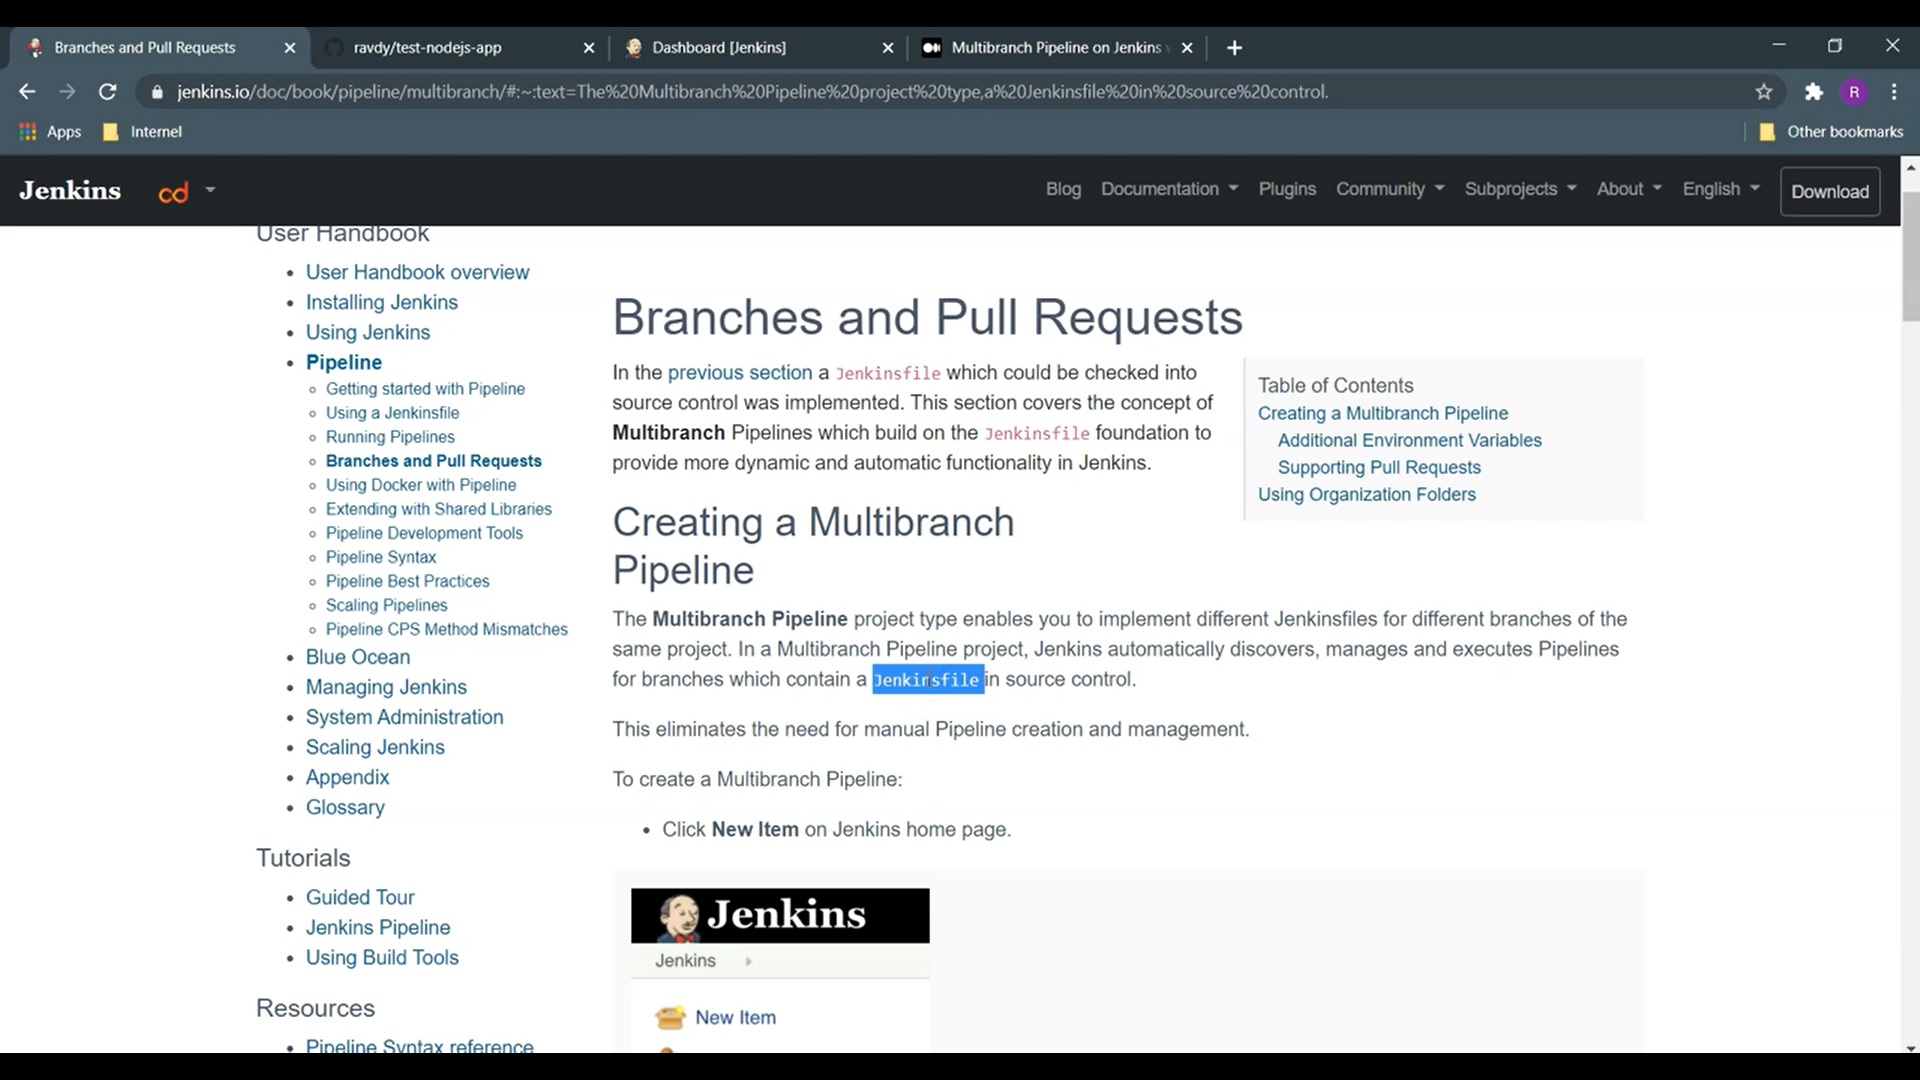 Branches and Pull Requests
ravdy/test-nodejs-app
Dashboard [Jenkins]
Multibranch Pipeline on Jenkins
jenkins.io/doc/book/pipeline/multibranch/#:~:text=The%20Multibranch%20Pipeline%20project%20type,a%20Jenkinsfile%20in%20source%20control.
R
Apps
Internet
Other bookmarks
Jenkins
cd
Blog
Documentation
Plugins
Community
Subprojects
About
English
Download
User Handbook
User Handbook overview
Installing Jenkins
Using Jenkins
Pipeline
Getting started with Pipeline
Using a Jenkinsfile
Running Pipelines
Branches and Pull Requests
Using Docker with Pipeline
Extending with Shared Libraries
Pipeline Development Tools
Pipeline Syntax
Pipeline Best Practices
Scaling Pipelines
Pipeline CPS Method Mismatches
Blue Ocean
Managing Jenkins
System Administration
Scaling Jenkins
Appendix
Glossary
Tutorials
Guided Tour
Jenkins Pipeline
Using Build Tools
Resources
Pipeline Syntax reference
Branches and Pull Requests
In the previous section a Jenkinsfile which could be checked into
source control was implemented. This section covers the concept of
Multibranch Pipelines which build on the Jenkinsfile foundation to
provide more dynamic and automatic functionality in Jenkins.
Table of Contents
Creating a Multibranch Pipeline
Additional Environment Variables
Supporting Pull Requests
Using Organization Folders
Creating a Multibranch
Pipeline
The Multibranch Pipeline project type enables you to implement different Jenkinsfiles for different branches of the
same project. In a Multibranch Pipeline project, Jenkins automatically discovers, manages and executes Pipelines
for branches which contain a Jenkinsfile in source control.
This eliminates the need for manual Pipeline creation and management.
To create a Multibranch Pipeline:
Click New Item on Jenkins home page.
Jenkins
Jenkins
New Item